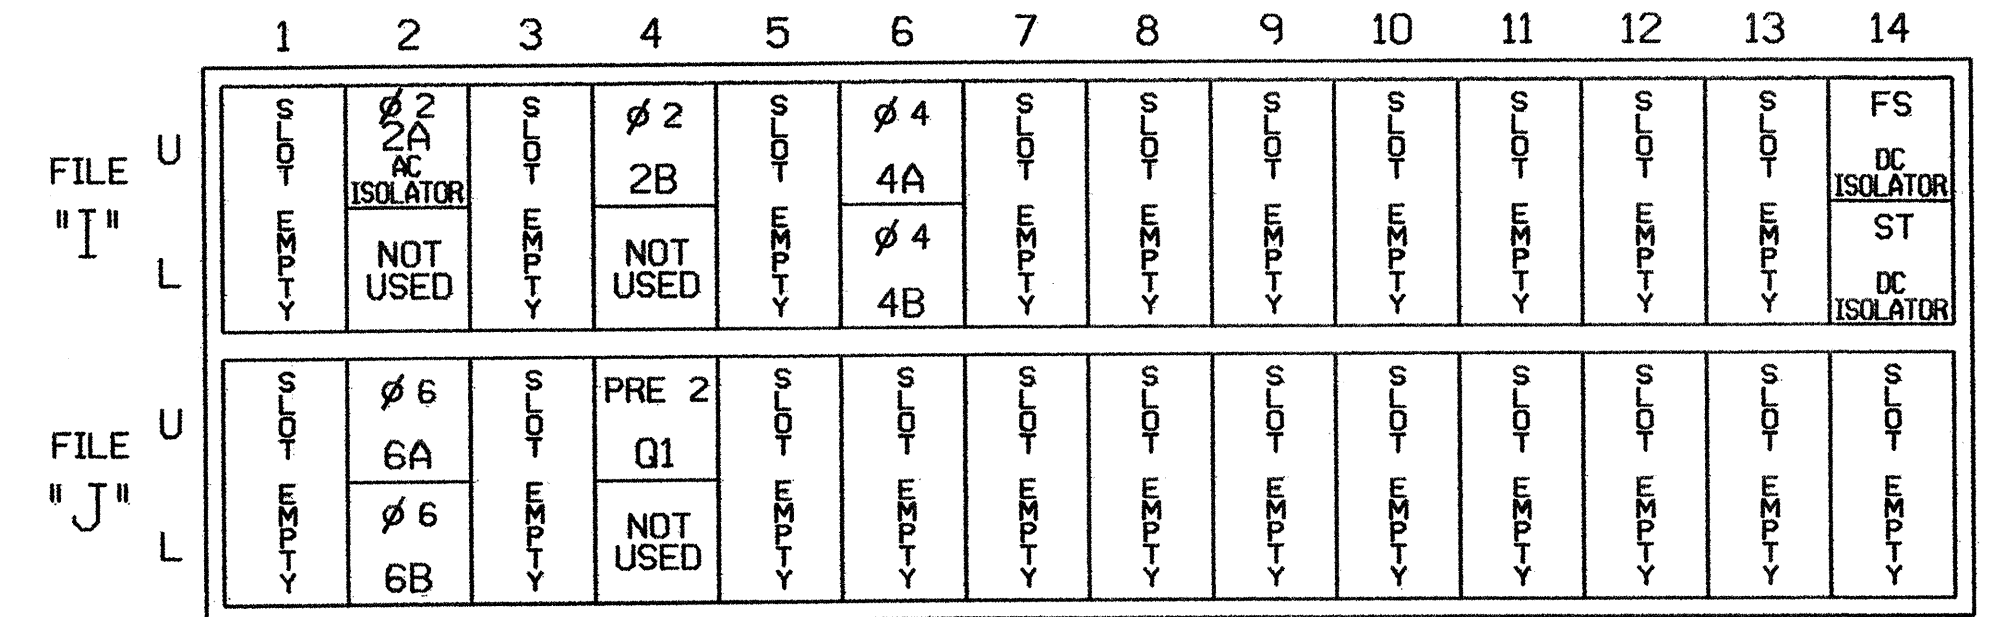 1 2 3 4 5 6 7 8 9 10 11 12 13 14
FILE "I"
U
L
SLOT EMPTY
Ø 2
2A
AC
ISOLATOR
NOT
USED
SLOT EMPTY
Ø 2
2B
NOT
USED
SLOT EMPTY
Ø 4
4A
Ø 4
4B
SLOT EMPTY
SLOT EMPTY
SLOT EMPTY
SLOT EMPTY
SLOT EMPTY
SLOT EMPTY
SLOT EMPTY
FS
DC
ISOLATOR
ST
DC
ISOLATOR
FILE "J"
U
L
SLOT EMPTY
Ø 6
6A
Ø 6
6B
SLOT EMPTY
PRE 2
Q1
NOT
USED
SLOT EMPTY
SLOT EMPTY
SLOT EMPTY
SLOT EMPTY
SLOT EMPTY
SLOT EMPTY
SLOT EMPTY
SLOT EMPTY
SLOT EMPTY
SLOT EMPTY